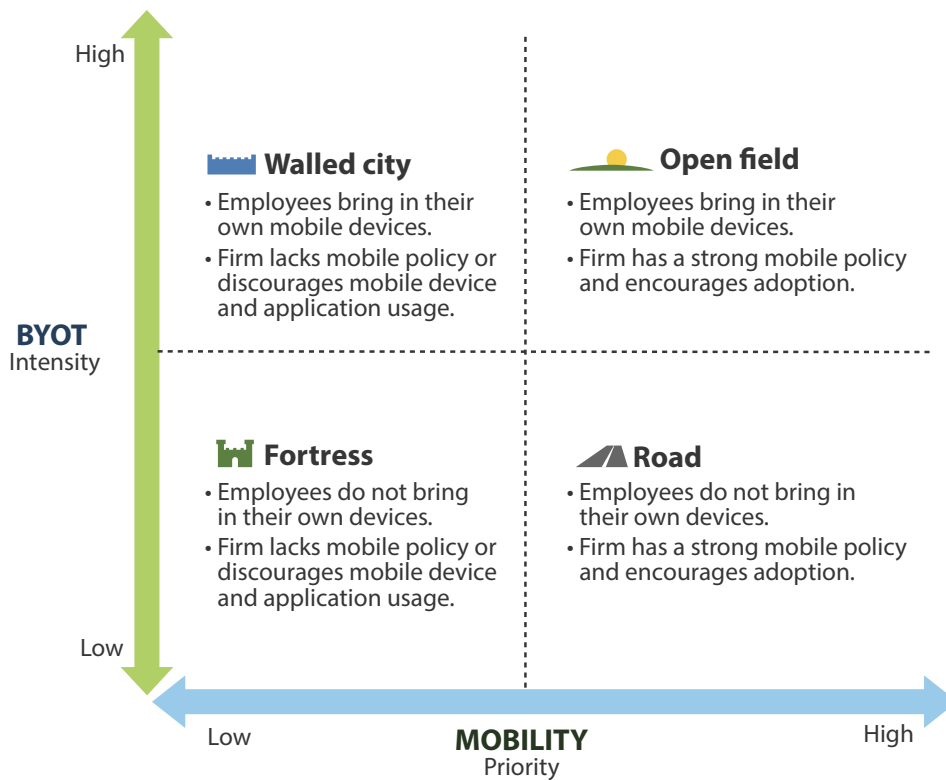 High
Walled city
• Employees bring in their
own mobile devices.
• Firm lacks mobile policy or
discourages mobile device
and application usage.
Open field
• Employees bring in their
own mobile devices.
• Firm has a strong mobile policy
and encourages adoption.
BYOT
Intensity
Fortress
• Employees do not bring
in their own devices.
• Firm lacks mobile policy or
discourages mobile device
and application usage.
Road
• Employees do not bring in
their own devices.
• Firm has a strong mobile policy
and encourages adoption.
Low
Low
MOBILITY
Priority
High